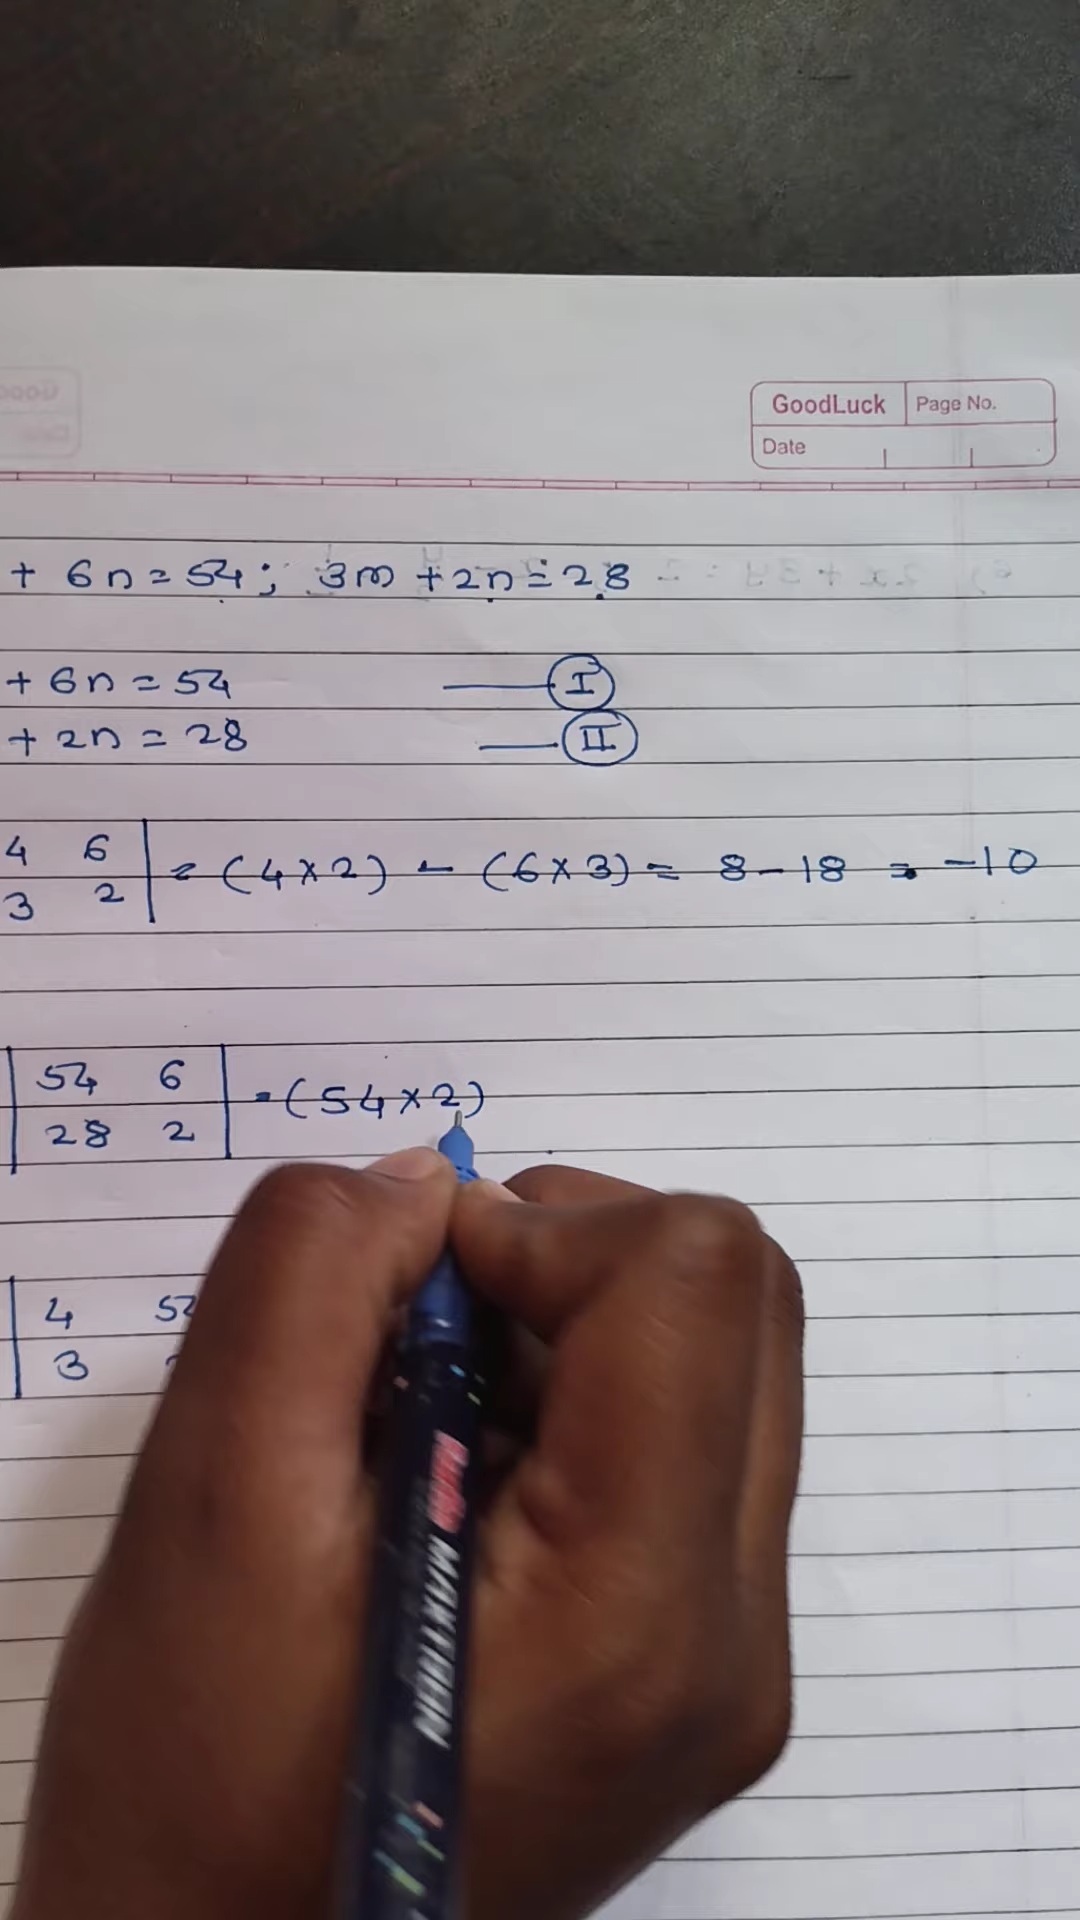 GoodLuck Page No.
Date
+ 6n = 54 ; 3m + 2n = 28
+ 6n = 54 — I
+ 2n = 28 — II
4 6
3 2
= (4×2) - (6×3) = 8 - 18 = -10
54 6
28 2
= (54×2)
4
3
MAXTRON